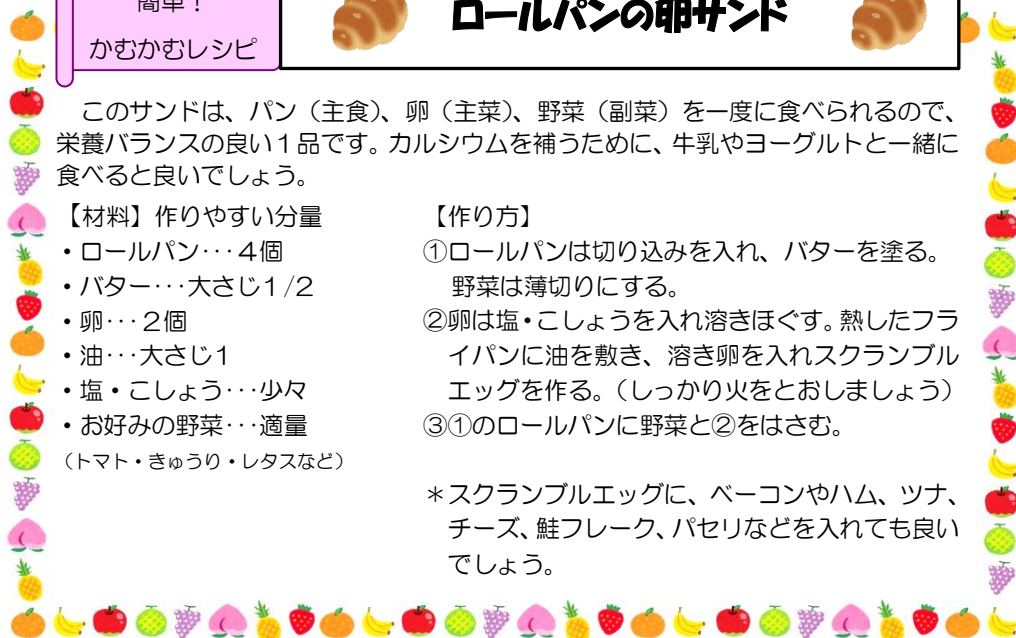 簡単！
かむかむレシピ
ロールパンの卵サンド
このサンドは、パン（主食）、卵（主菜）、野菜（副菜）を一度に食べられるので、
栄養バランスの良い１品です。カルシウムを補うために、牛乳やヨーグルトと一緒に
食べると良いでしょう。
【材料】作りやすい分量
・ロールパン･･･４個
・バター･･･大さじ１/２
・卵･･･２個
・油･･･大さじ１
・塩・こしょう･･･少々
・お好みの野菜･･･適量
（トマト・きゅうり・レタスなど）
【作り方】
①ロールパンは切り込みを入れ、バターを塗る。
野菜は薄切りにする。
②卵は塩・こしょうを入れ溶きほぐす。熱したフラ
イパンに油を敷き、溶き卵を入れスクランブル
エッグを作る。（しっかり火をとおしましょう）
③①のロールパンに野菜と②をはさむ。
＊スクランブルエッグに、ベーコンやハム、ツナ、
チーズ、鮭フレーク、パセリなどを入れても良い
でしょう。